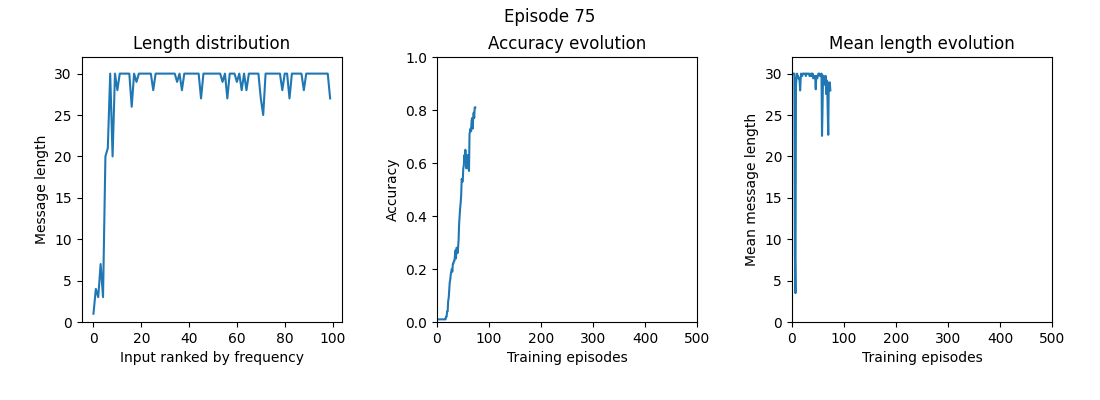 Episode 75
Length distribution
Message length
30
25
20
15
10
5
0
0 20 40 60 80 100
Input ranked by frequency
Accuracy evolution
Accuracy
1.0
0.8
0.6
0.4
0.2
0.0
0 100 200 300 400 500
Training episodes
Mean length evolution
Mean message length
30
25
20
15
10
5
0
0 100 200 300 400 500
Training episodes